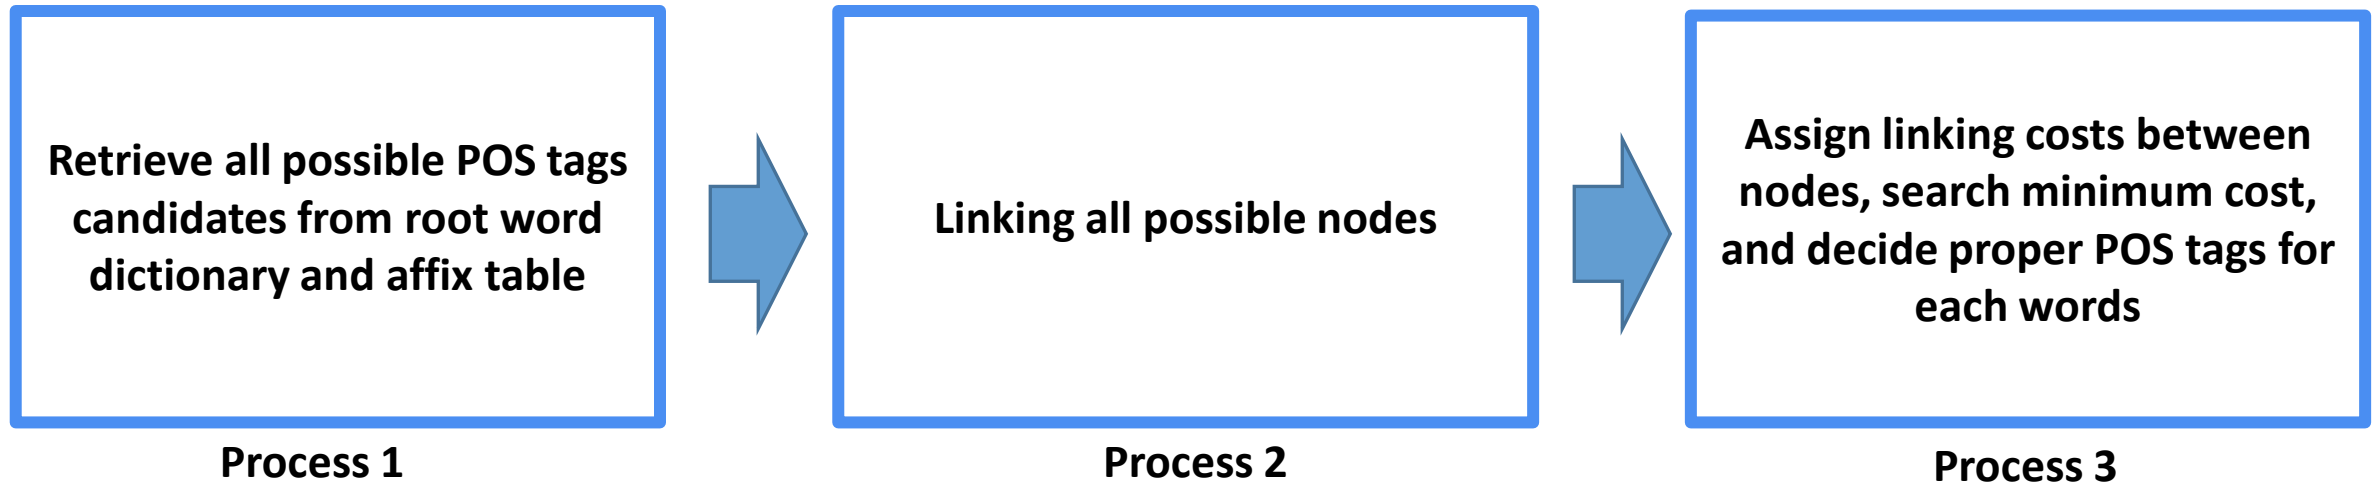 Retrieve all possible POS tags
candidates from root word
dictionary and affix table
Process 1
Linking all possible nodes
Process 2
Assign linking costs between
nodes, search minimum cost,
and decide proper POS tags for
each words
Process 3